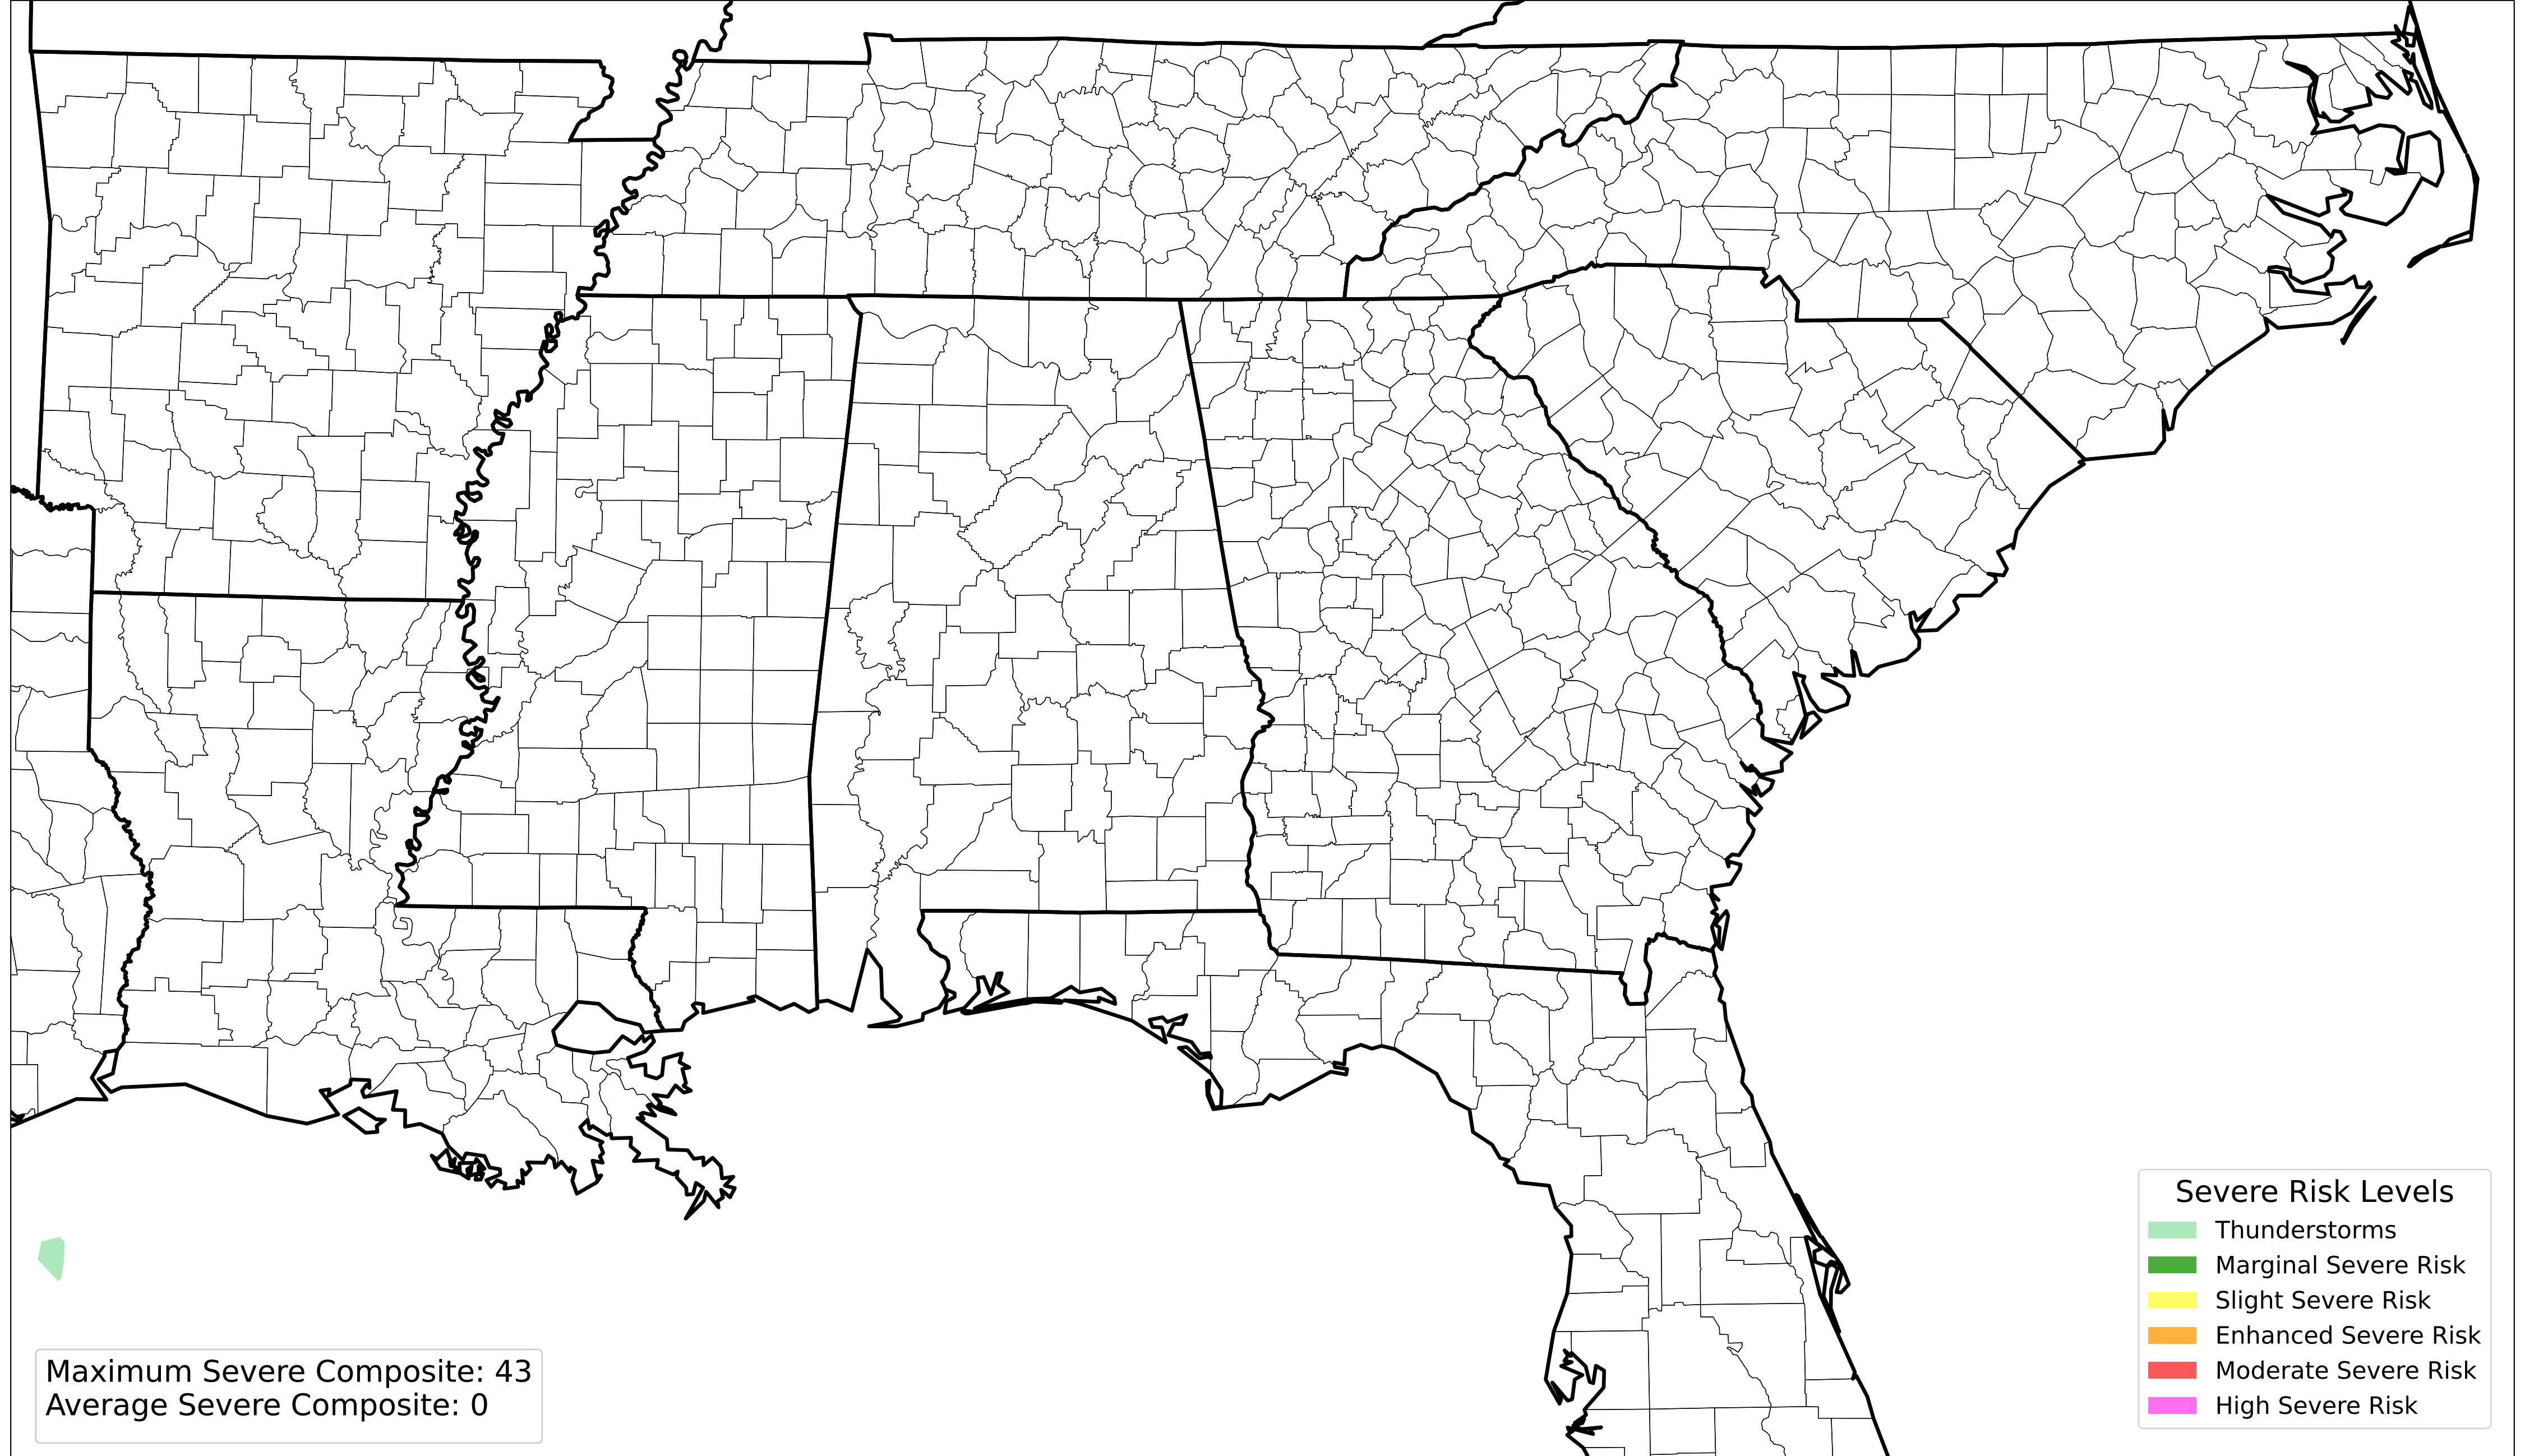 Severe Risk Levels
Thunderstorms
Marginal Severe Risk
Slight Severe Risk
Enhanced Severe Risk
Moderate Severe Risk
High Severe Risk
Maximum Severe Composite: 43
Average Severe Composite: 0